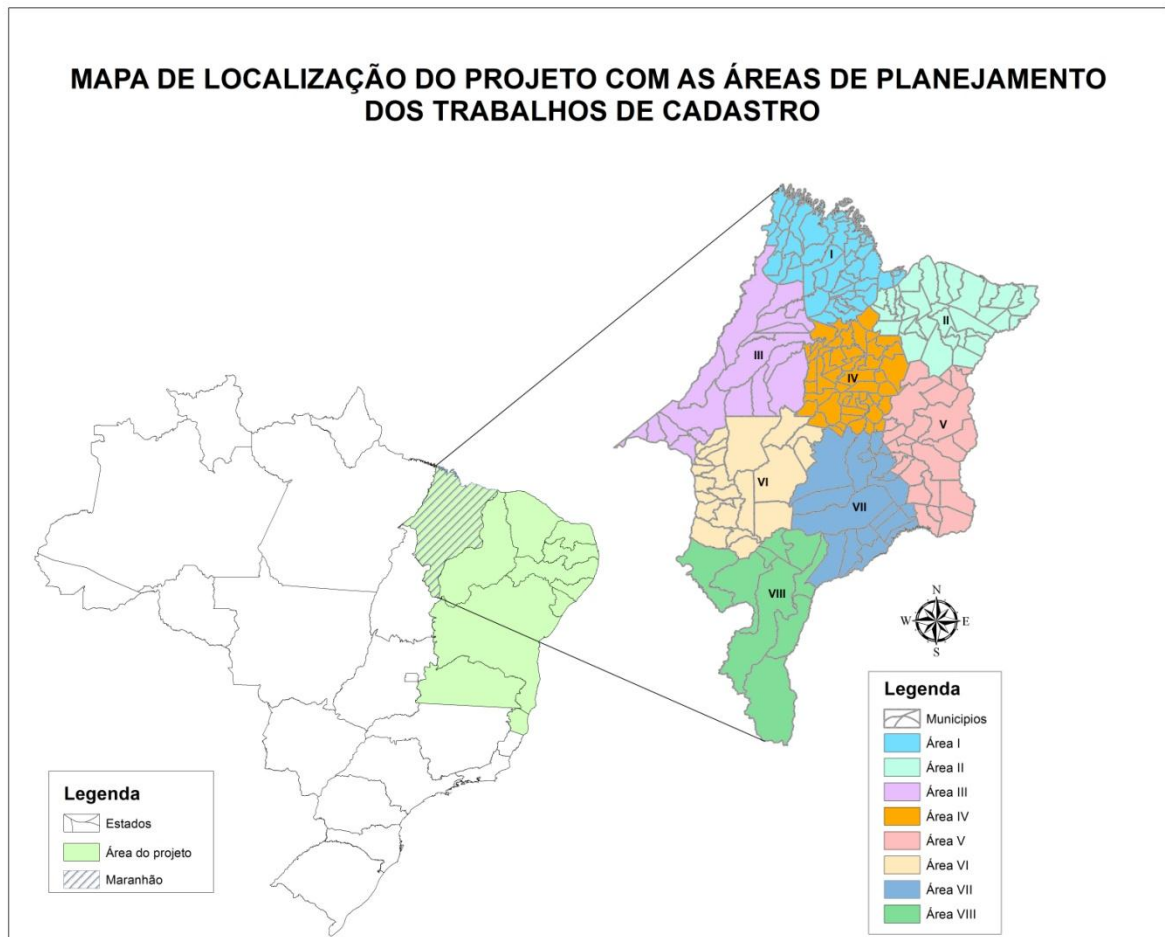 MAPA DE LOCALIZAÇÃO DO PROJETO COM AS ÁREAS DE PLANEJAMENTO
DOS TRABALHOS DE CADASTRO
I
II
III
IV
V
VI
VII
VIII
N
W
E
S
Legenda
Estados
Área do projeto
Maranhão
Legenda
Municipios
Área I
Área II
Área III
Área IV
Área V
Área VI
Área VII
Área VIII